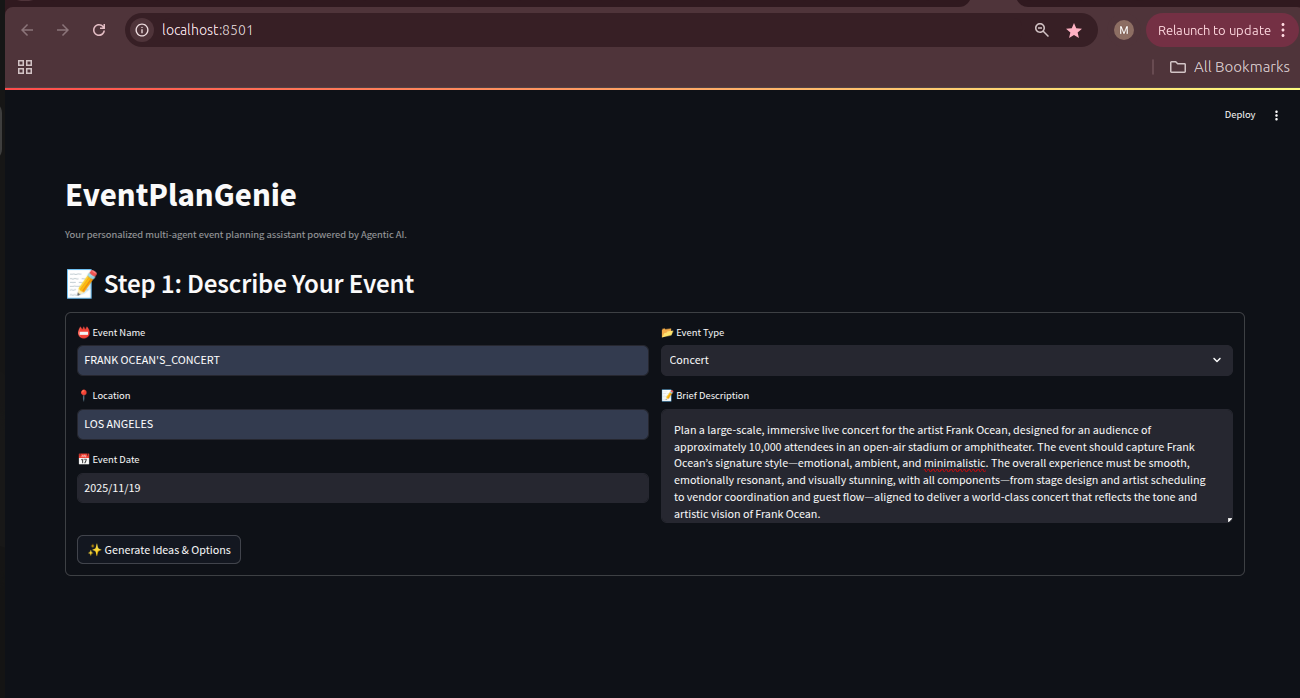 localhost:8501
M
Relaunch to update
All Bookmarks
Deploy
EventPlanGenie
Your personalized multi-agent event planning assistant powered by Agentic AI.
Step 1: Describe Your Event
Event Name
FRANK OCEAN'S_CONCERT
Event Type
Concert
Location
LOS ANGELES
Event Date
2025/11/19
Brief Description
Plan a large-scale, immersive live concert for the artist Frank Ocean, designed for an audience of
approximately 10,000 attendees in an open-air stadium or amphitheater. The event should capture Frank
Ocean's signature style—emotional, ambient, and minimalistic. The overall experience must be smooth,
emotionally resonant, and visually stunning, with all components—from stage design and artist scheduling
to vendor coordination and guest flow—aligned to deliver a world-class concert that reflects the tone and
artistic vision of Frank Ocean.
Generate Ideas & Options